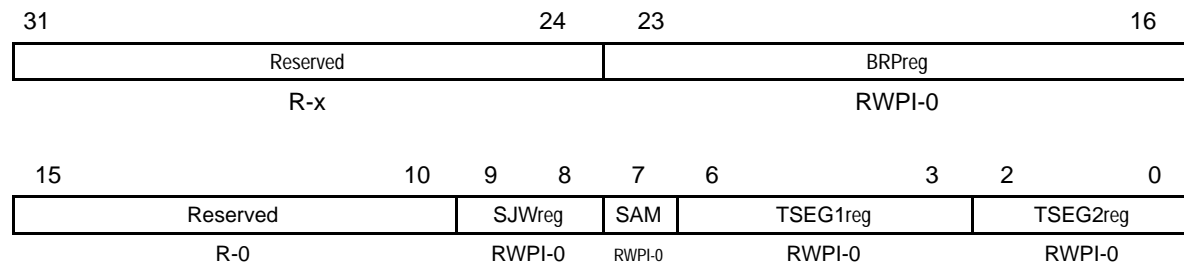 31 24 23 16
Reserved BRPreg
R-x RWPI-0
15 10 9 8 7 6 3 2 0
Reserved SJWreg SAM TSEG1reg TSEG2reg
R-0 RWPI-0 RWPI-0 RWPI-0 RWPI-0